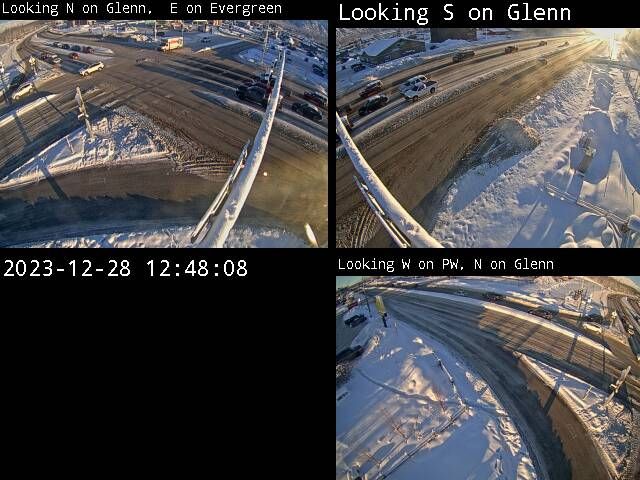 Looking N on Glenn, E on Evergreen
Looking S on Glenn
2023-12-28 12:48:08
Looking W on PW, N on Glenn